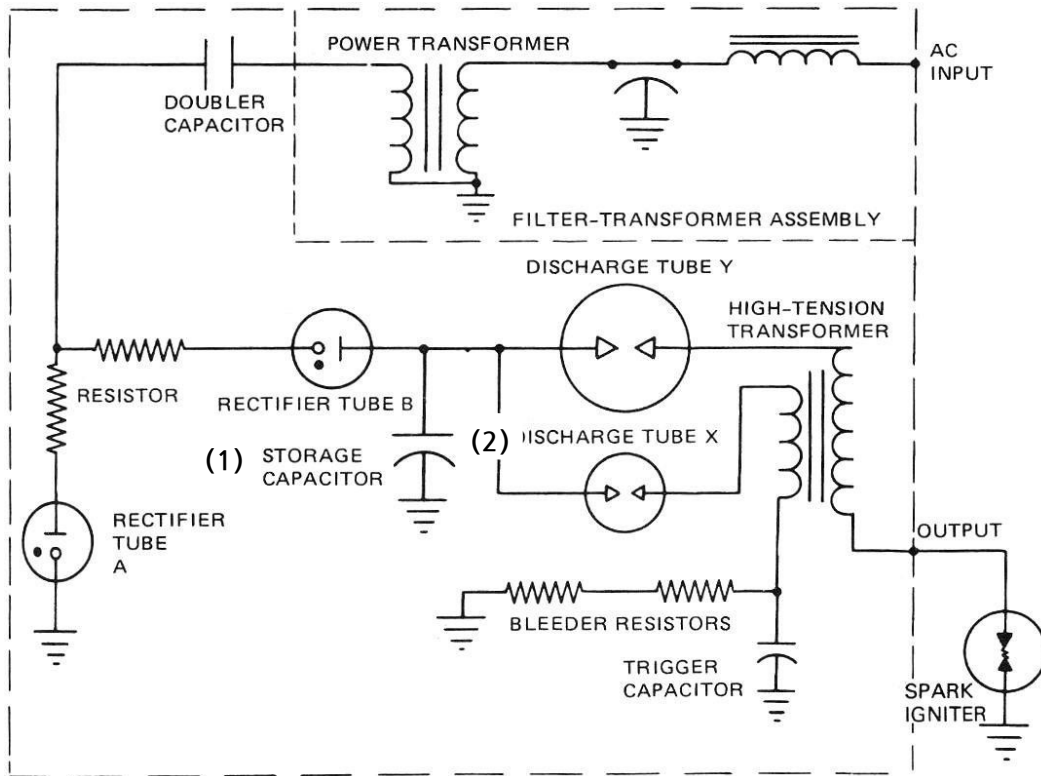 POWER TRANSFORMER
AC
INPUT
DOUBLER
CAPACITOR
FILTER-TRANSFORMER ASSEMBLY
DISCHARGE TUBE Y
HIGH-TENSION
TRANSFORMER
RESISTOR
RECTIFIER TUBE B
(1) STORAGE
CAPACITOR
(2) ISCHARGE TUBE X
RECTIFIER
TUBE
A
OUTPUT
BLEEDER RESISTORS
TRIGGER
CAPACITOR
SPARK
IGNITER